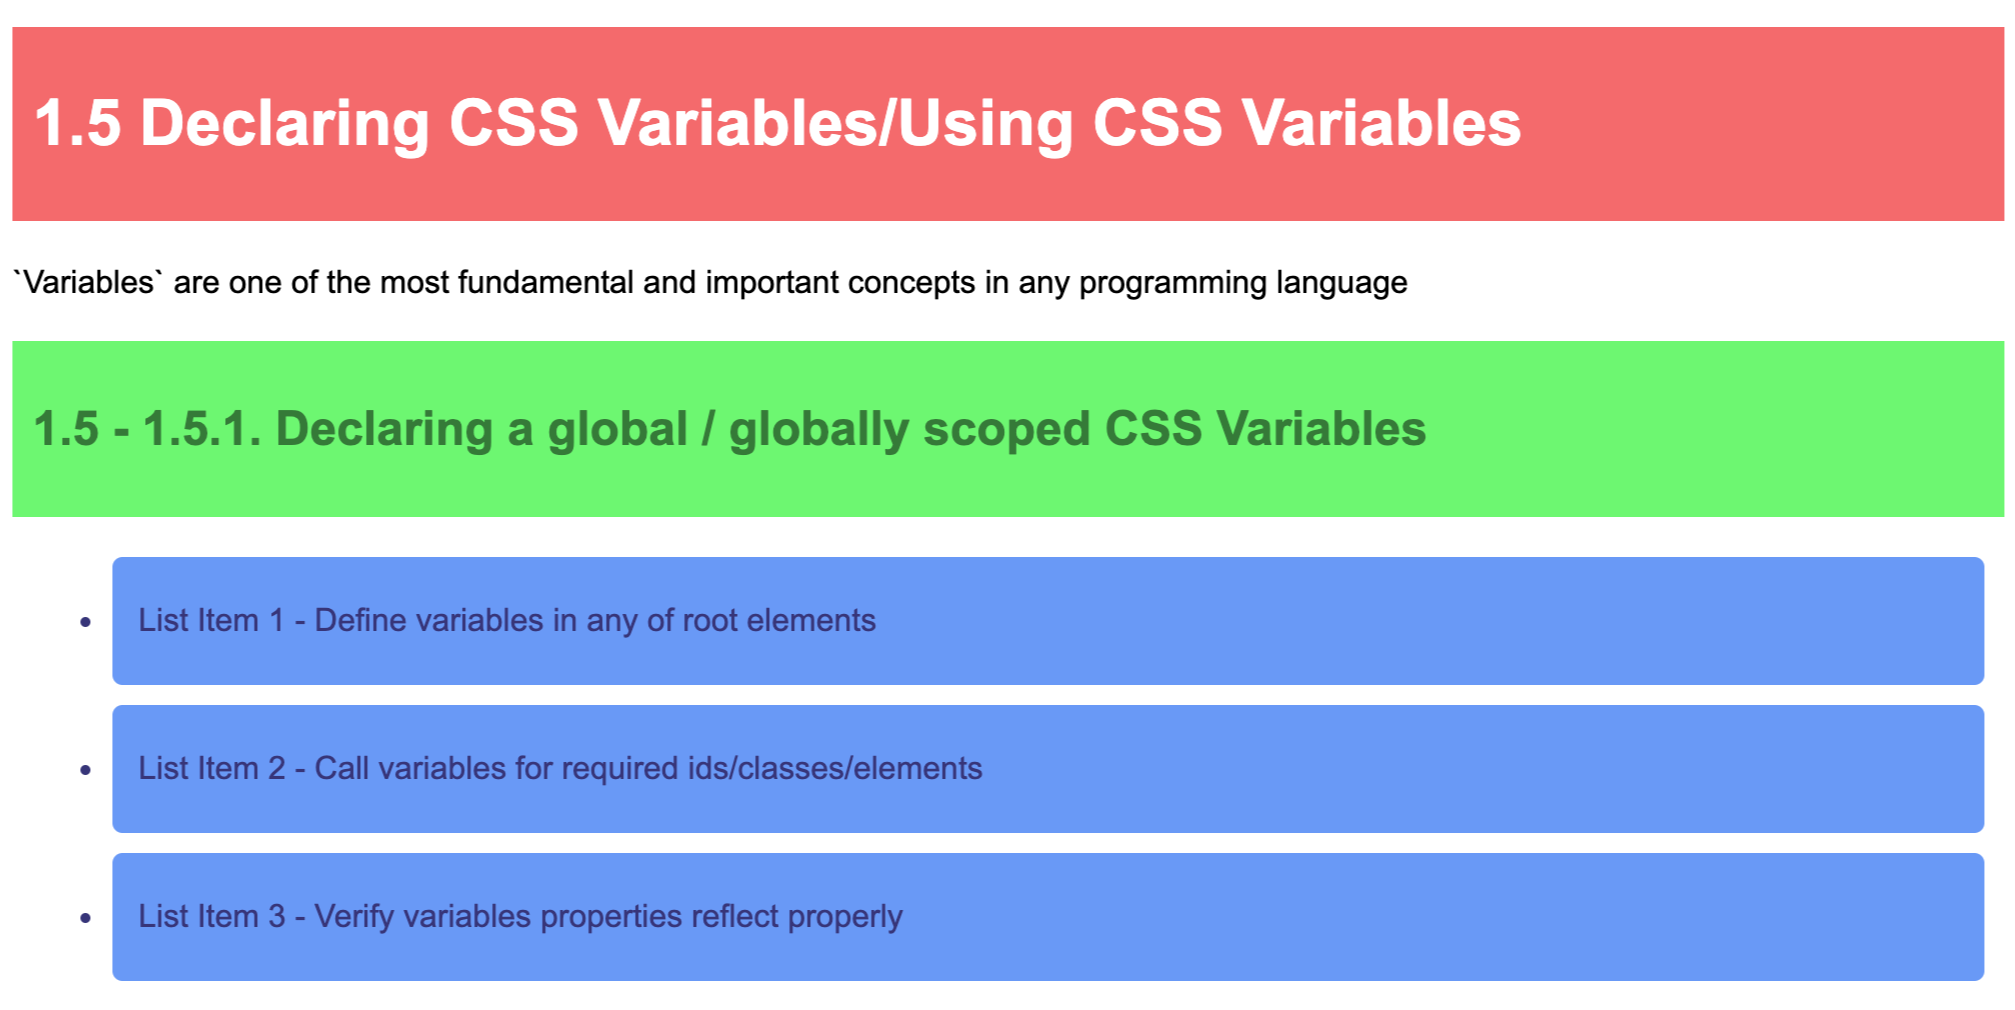 1.5 Declaring CSS Variables/Using CSS Variables
`Variables` are one of the most fundamental and important concepts in any programming language
1.5 - 1.5.1. Declaring a global / globally scoped CSS Variables
• List Item 1 - Define variables in any of root elements
• List Item 2 - Call variables for required ids/classes/elements
• List Item 3 - Verify variables properties reflect properly